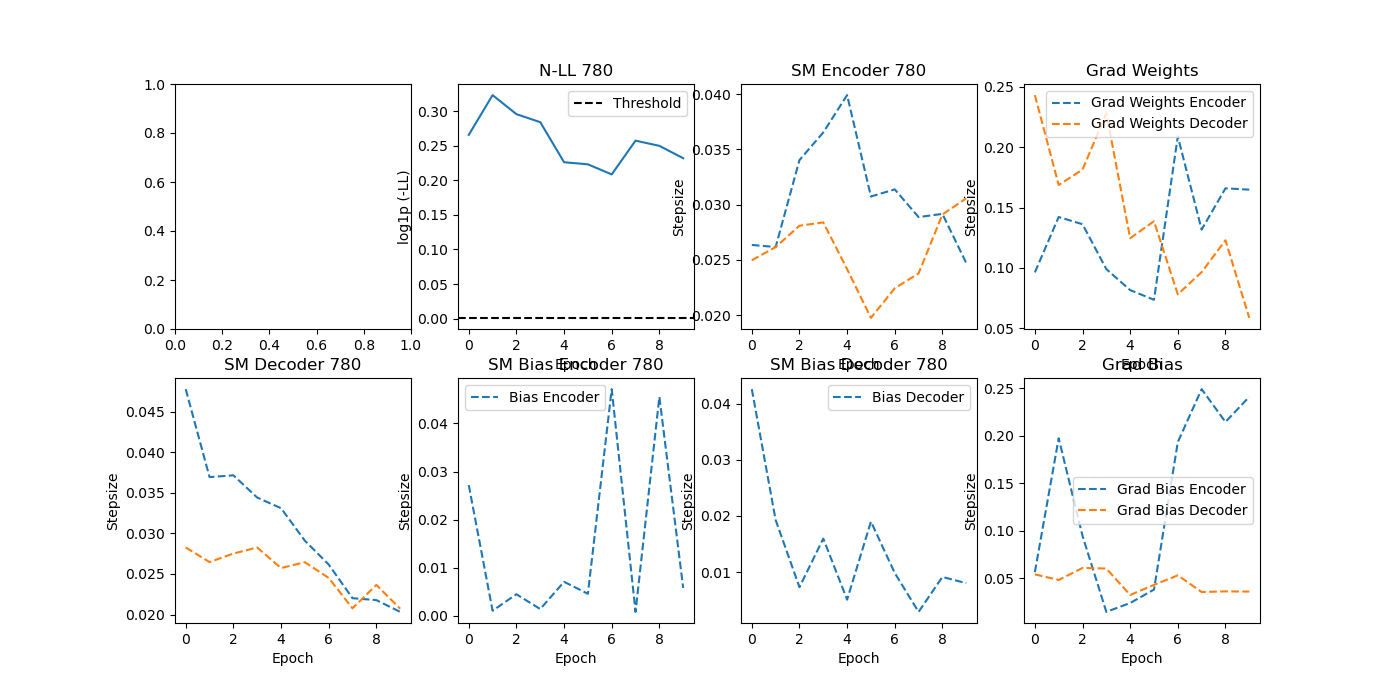 N-LL 780
SM Encoder 780
Grad Weights
1.0
0.8
0.6
0.4
0.2
0.0
0.0 0.2 0.4 0.6 0.8 1.0
log1p (-LL)
0.30
0.25
0.20
0.15
0.10
0.05
0.00
Threshold
0 2 4 6 8
Epoch
Stepsize
0.040
0.035
0.030
0.025
0.020
0 2 4 6 8
Epoch
Stepsize
0.25
0.20
0.15
0.10
0.05
Grad Weights Encoder
Grad Weights Decoder
0 2 4 6 8
Epoch
SM Decoder 780
SM Bias Encoder 780
SM Bias Decoder 780
Grad Bias
Stepsize
0.045
0.040
0.035
0.030
0.025
0.020
0 2 4 6 8
Epoch
Stepsize
0.04
0.03
0.02
0.01
0.00
Bias Encoder
0 2 4 6 8
Epoch
Stepsize
0.04
0.03
0.02
0.01
Bias Decoder
0 2 4 6 8
Epoch
Stepsize
0.25
0.20
0.15
0.10
0.05
Grad Bias Encoder
Grad Bias Decoder
0 2 4 6 8
Epoch